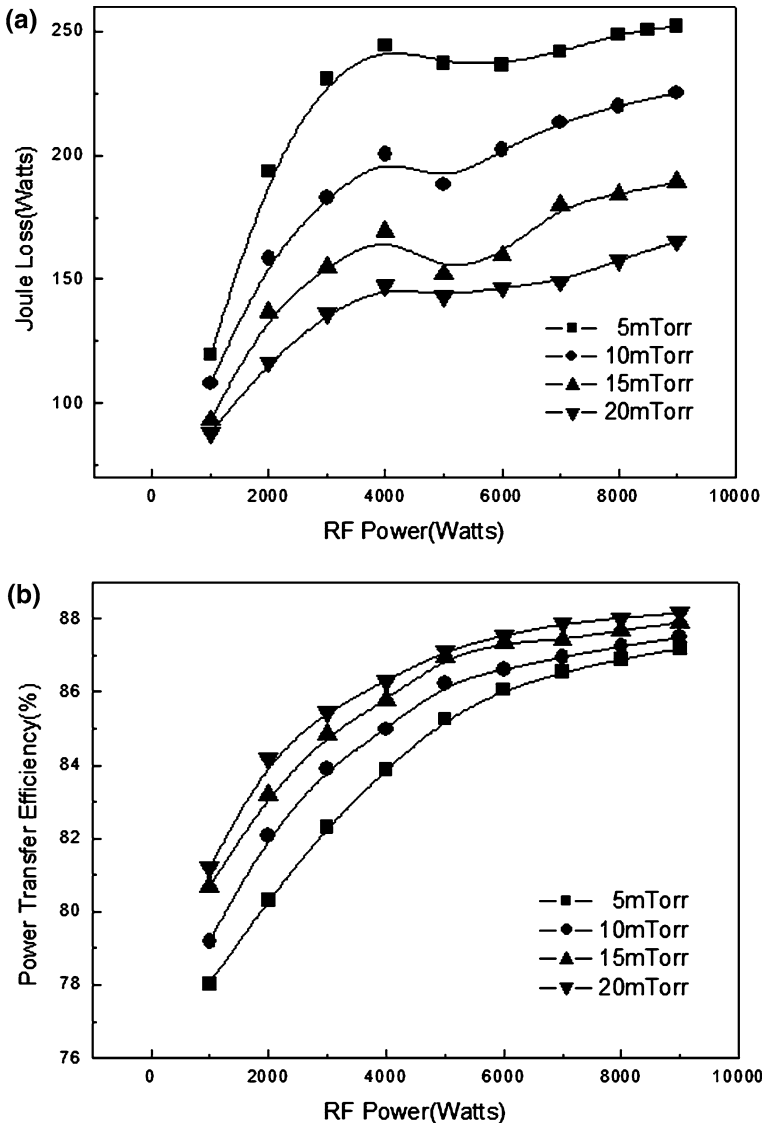 (a)
250
200
150
100
Joule Loss(Watts)
5mTorr
10mTorr
15mTorr
20mTorr
0 2000 4000 6000 8000 10000
RF Power(Watts)
(b)
88
86
84
82
80
78
76
Power Transfer Efficiency(%)
5mTorr
10mTorr
15mTorr
20mTorr
0 2000 4000 6000 8000 10000
RF Power(Watts)